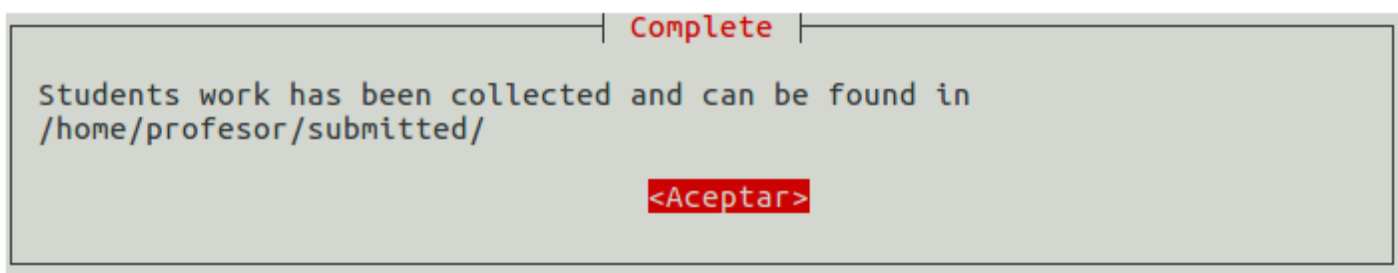 Complete
Students work has been collected and can be found in
/home/profesor/submitted/
<Aceptar>